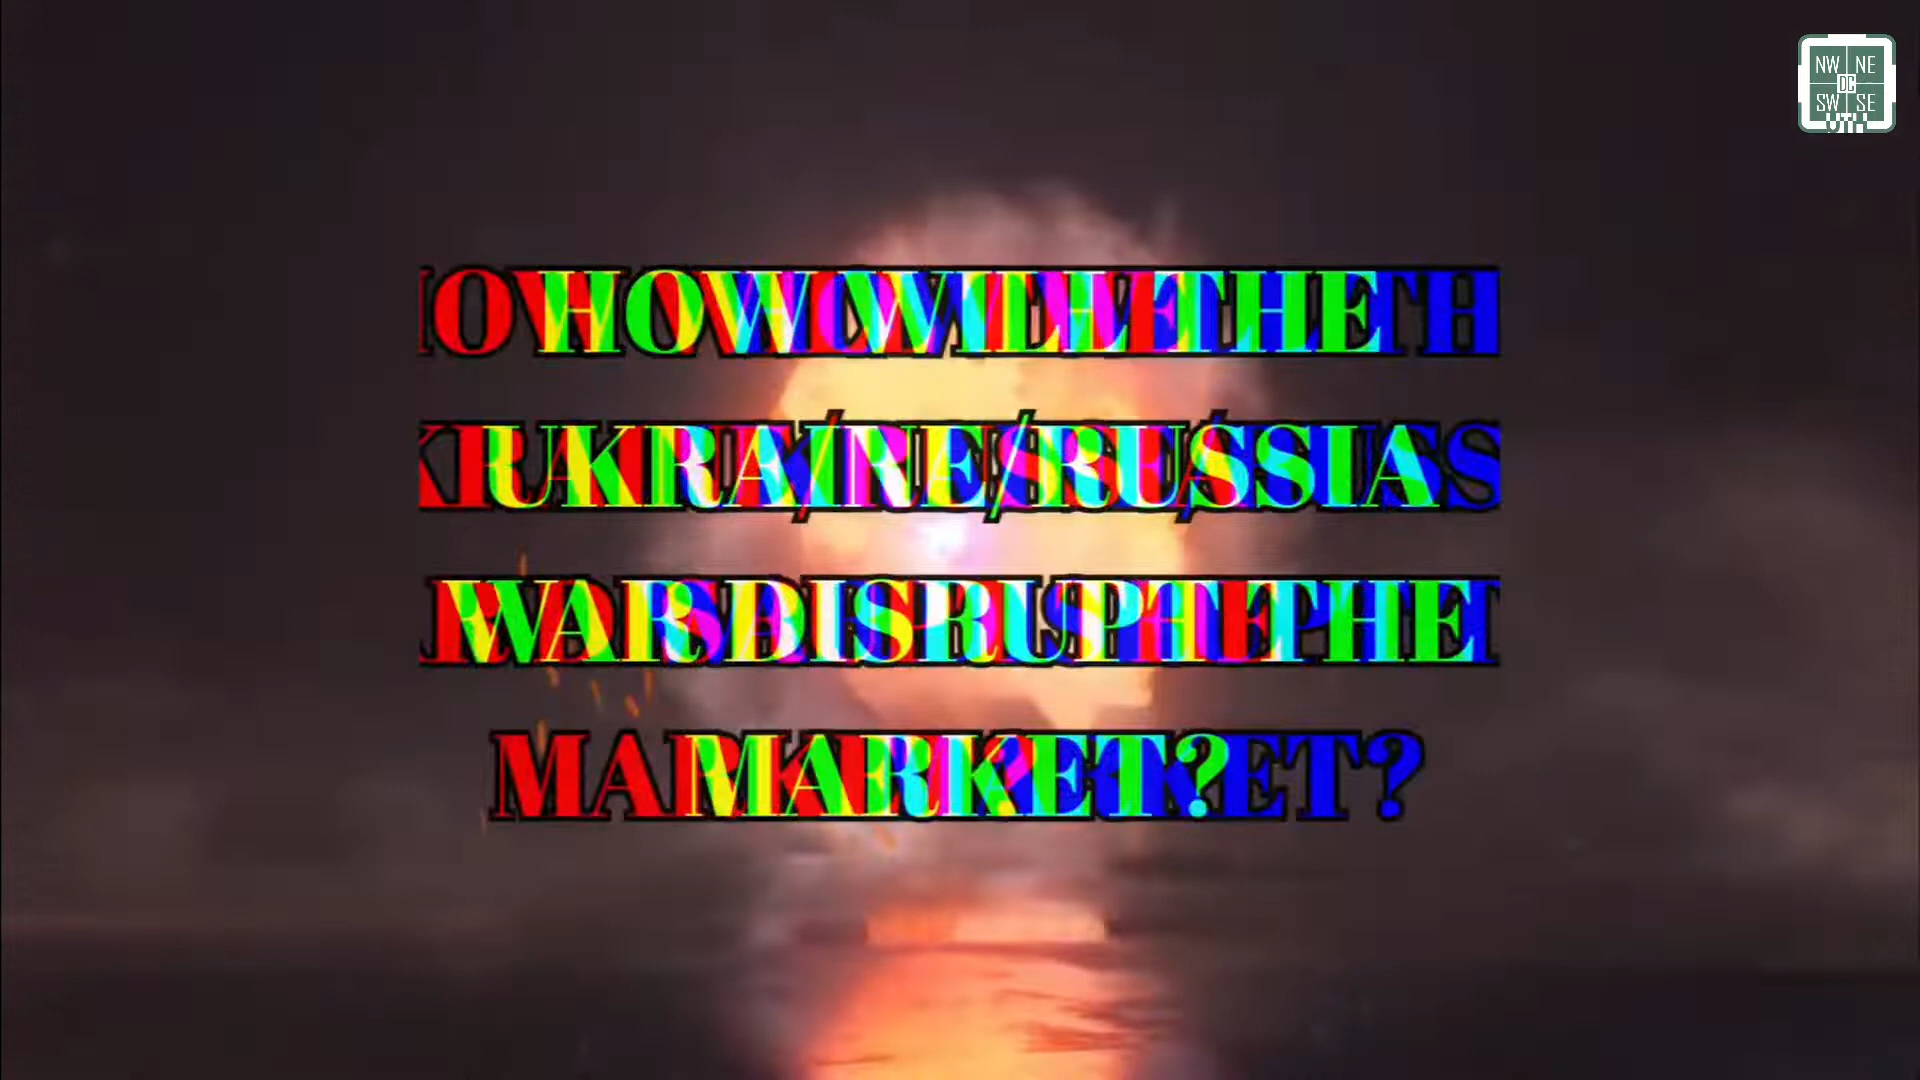 NW NE
DC
SW SE
HOW WILL THE
UKRAINE/RUSSIA
WAR DISRUPT THE
MARKET?